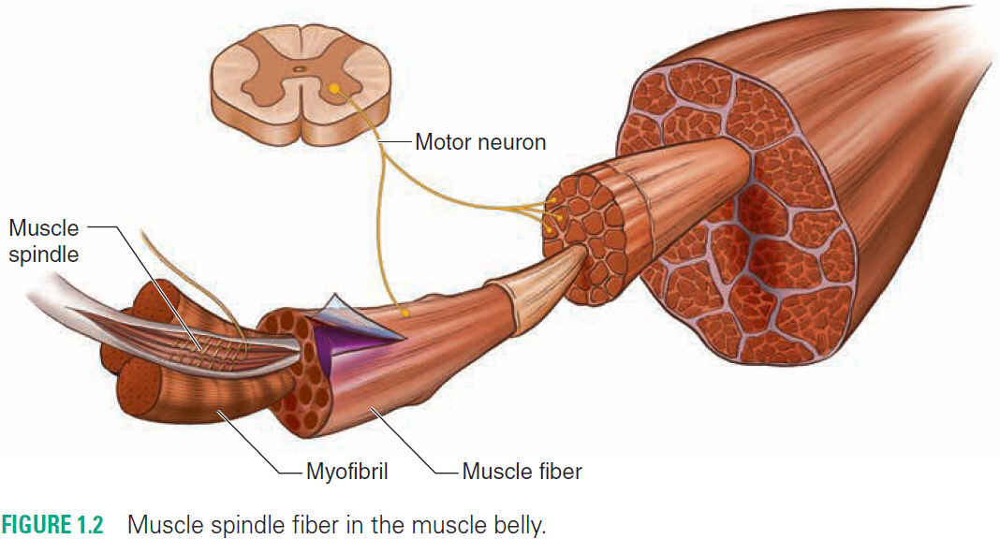 Motor neuron
Muscle
spindle
Myofibril
Muscle fiber
FIGURE 1.2 Muscle spindle fiber in the muscle belly.